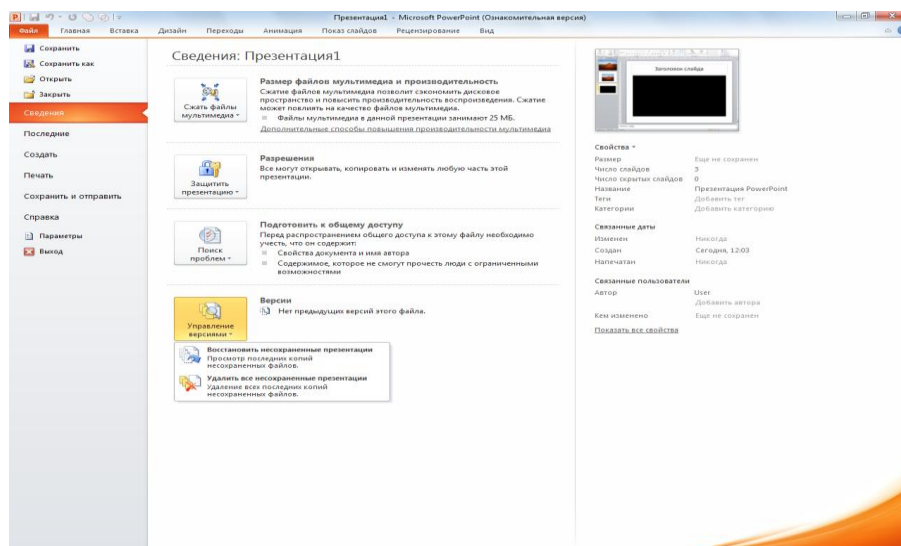 Презентация1 - Microsoft PowerPoint (Ознакомительная версия)
Файл Главная Вставка Дизайн Переходы Анимация Показ слайдов Рецензирование Вид
Сохранить
Сохранить как
Открыть
Закрыть
Сведения
Последние
Создать
Печать
Сохранить и отправить
Справка
Параметры
Выход
Сведения: Презентация1
Сжать файлы
мультимедиа
Размер файлов мультимедиа и производительность
Сжатие файлов мультимедиа позволит сэкономить дисковое
пространство и повысить производительность воспроизведения. Сжатие
может повлиять на качество файлов мультимедиа.
Файлы мультимедиа в данной презентации занимают 25 МБ.
Дополнительные способы повышения производительности мультимедиа
Защитить
презентацию
Разрешения
Все могут открывать, копировать и изменять любую часть этой
презентации.
Поиск
проблем
Подготовить к общему доступу
Перед распространением общего доступа к этому файлу необходимо
учесть, что он содержит:
Свойства документа и имя автора
Содержимое, которое не смогут прочесть люди с ограниченными
возможностями
Управление
версиями
Версии
Нет предыдущих версий этого файла.
Восстановить несохраненные презентации
Просмотр последних копий
несохраненных файлов.
Удалить все несохраненные презентации
Удаление всех последних копий
несохраненных файлов.
Заголовок слайда
Свойства
Размер Еще не сохранен
Число слайдов 3
Число скрытых слайдов 0
Название Презентация PowerPoint
Теги Добавить тег
Категории Добавить категорию
Связанные даты
Изменен Никогда
Создан Сегодня, 12:03
Напечатан Никогда
Связанные пользователи
Автор User
Добавить автора
Кем изменено Еще не сохранен
Показать все свойства